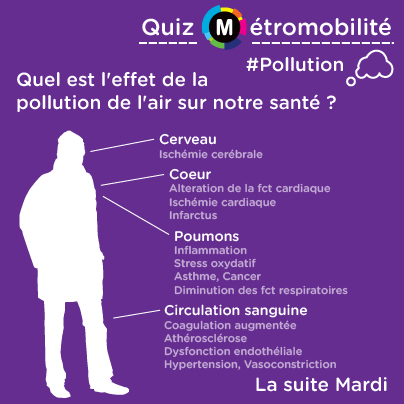 Quiz Métromobilité
#Pollution
Quel est l'effet de la
pollution de l'air sur notre santé ?
Cerveau
Ischémie cérébrale
Coeur
Alteration de la fct cardiaque
Ischémie cardiaque
Infarctus
Poumons
Inflammation
Stress oxydatif
Asthme, Cancer
Diminution des fct respiratoires
Circulation sanguine
Coagulation augmentée
Athérosclérose
Dysfonction endothéliale
Hypertension, Vasoconstriction
La suite Mardi